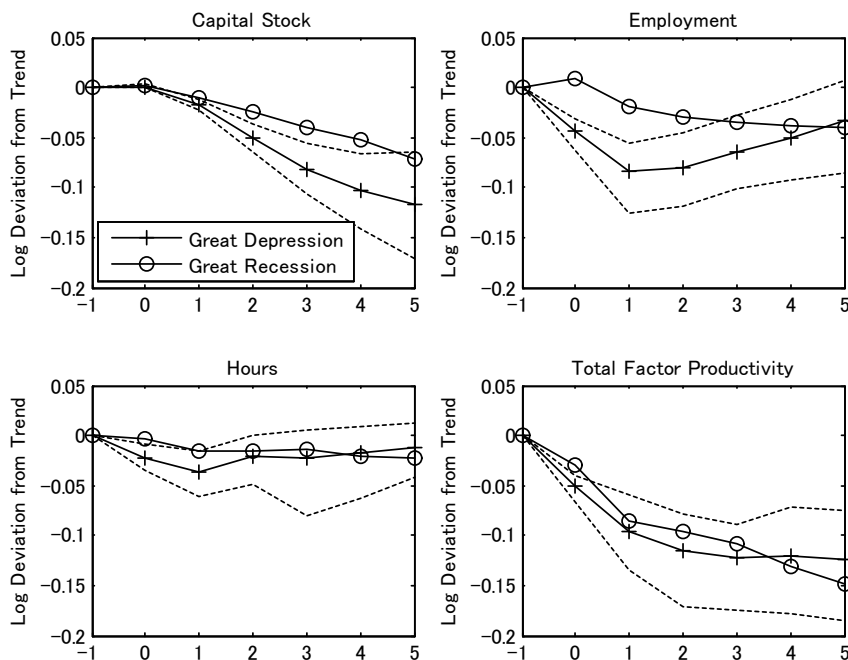 Capital Stock
Employment
0.05
0
−0.05
−0.1
−0.15
−0.2
Log Deviation from Trend
Great Depression
Great Recession
−1 0 1 2 3 4 5
0.05
0
−0.05
−0.1
−0.15
−0.2
Log Deviation from Trend
−1 0 1 2 3 4 5
Hours
Total Factor Productivity
0.05
0
−0.05
−0.1
−0.15
−0.2
Log Deviation from Trend
−1 0 1 2 3 4 5
0.05
0
−0.05
−0.1
−0.15
−0.2
Log Deviation from Trend
−1 0 1 2 3 4 5